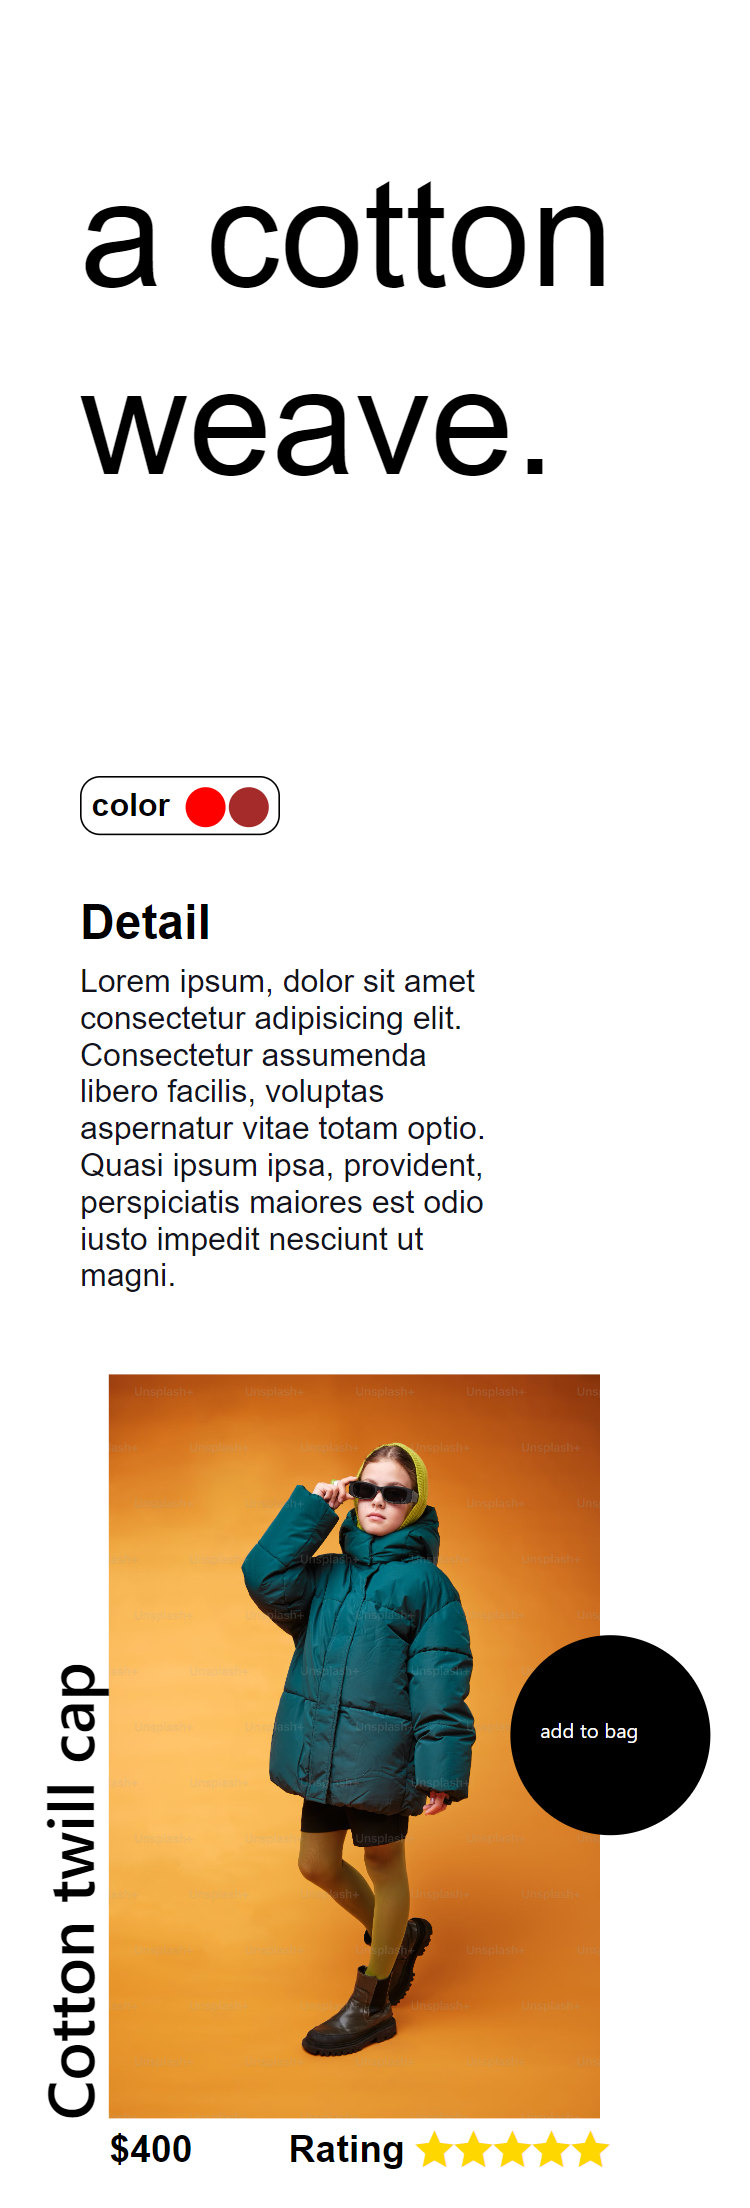 a cotton
weave.
color
Detail
Lorem ipsum, dolor sit amet
consectetur adipisicing elit.
Consectetur assumenda
libero facilis, voluptas
aspernatur vitae totam optio.
Quasi ipsum ipsa, provident,
perspiciatis maiores est odio
iusto impedit nesciunt ut
magni.
Unsplash+
add to bag
Cotton twill cap
$400 Rating